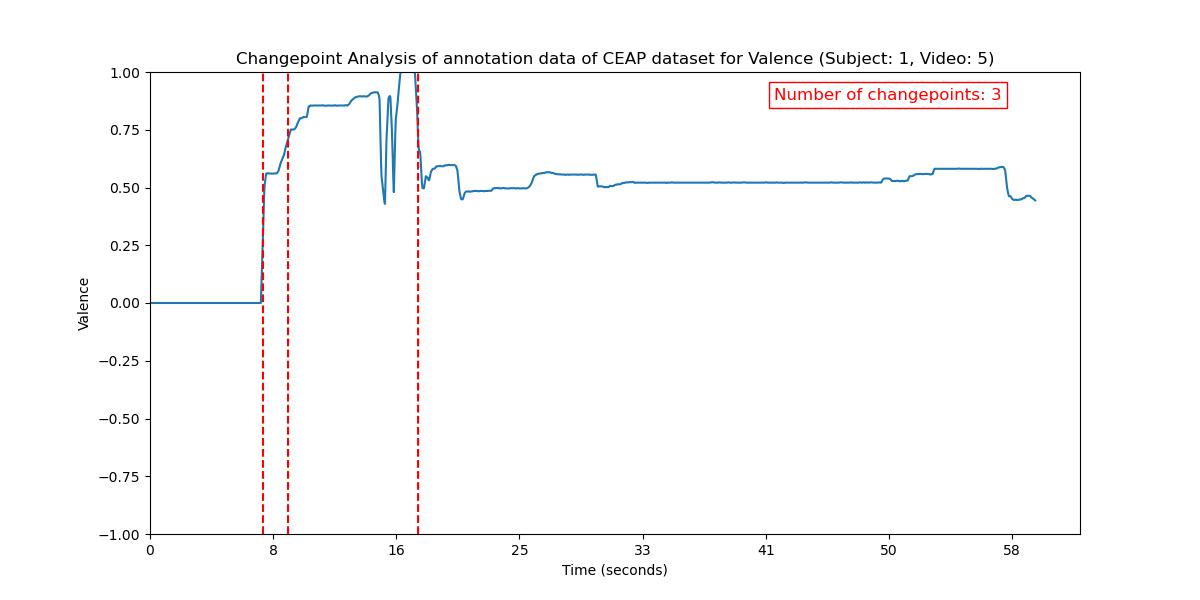 Changepoint Analysis of annotation data of CEAP dataset for Valence (Subject: 1, Video: 5)
Number of changepoints: 3
1.00
0.75
0.50
0.25
0.00
−0.25
−0.50
−0.75
−1.00
Valence
0 8 16 25 33 41 50 58
Time (seconds)